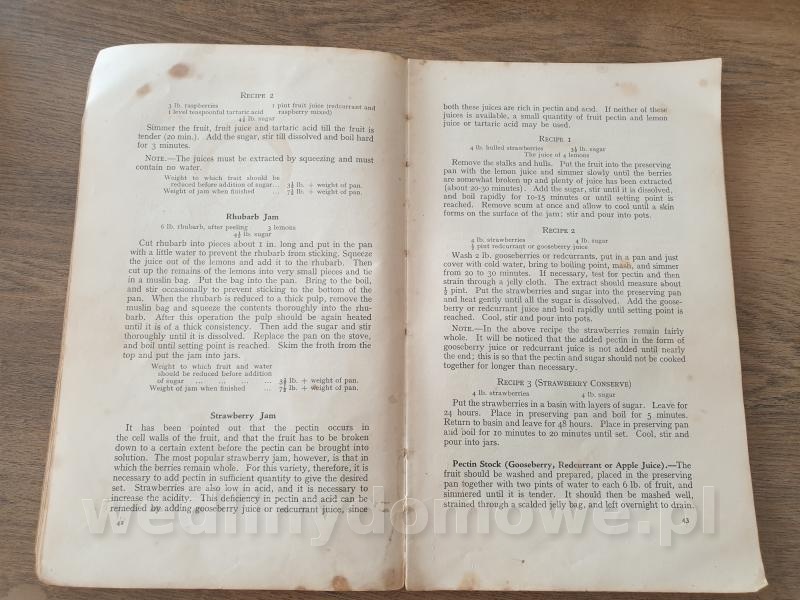 RECIPE 2
3 lb. raspberries 1 pint fruit juice (redcurrant and
1 level teaspoonful tartaric acid raspberry mixed)
4½ lb. sugar
Simmer the fruit, fruit juice and tartaric acid till the fruit is
tender (20 min.). Add the sugar, stir till dissolved and boil hard
for 3 minutes.
NOTE.—The juices must be extracted by squeezing and must
contain no water.
Weight to which fruit should be
reduced before addition of sugar... lb. + weight of pan.
Weight of jam when finished ... lb. + weight of pan.
Rhubarb Jam
6 lb. rhubarb, after peeling 3 lemons
4½ lb. sugar
Cut rhubarb into pieces about 1 in. long and put in the pan
with a little water to prevent the rhubarb from sticking. Squeeze
the juice out of the lemons and add it to the rhubarb. Then
cut up the remains of the lemons into very small pieces and tie
in a muslin bag. Put the bag into the pan. Bring to the boil,
and stir occasionally to prevent sticking to the bottom of the
pan. When the rhubarb is reduced to a thick pulp, remove the
muslin bag and squeeze the contents thoroughly into the rhu-
barb. After this operation the pulp should be again heated
until it is of a thick consistency. Then add the sugar and stir
thoroughly until it is dissolved. Replace the pan on the stove,
and boil until setting point is reached. Skim the froth from the
top and put the jam into jars.
Weight to which fruit and water
should be reduced before addition
of sugar ... ... ... ... lb. + weight of pan.
Weight of jam when finished ... lb. + weight of pan.
Strawberry Jam
It has been pointed out that the pectin occurs in
the cell walls of the fruit, and that the fruit has to be broken
down to a certain extent before the pectin can be brought into
solution. The most popular strawberry jam, however, is that in
which the berries remain whole. For this variety, therefore, it is
necessary to add pectin in sufficient quantity to give the desired
set. Strawberries are also low in acid, and it is necessary to
increase the acidity. This deficiency in pectin and acid can be
remedied by adding gooseberry juice or redcurrant juice, since
42
both these juices are rich in pectin and acid. If neither of these
juices is available, a small quantity of fruit pectin and lemon
juice or tartaric acid may be used.
RECIPE 1
4 lb. hulled strawberries 3½ lb. sugar
The juice of 4 lemons
Remove the stalks and hulls. Put the fruit into the preserving
pan with the lemon juice and simmer slowly until the berries
are somewhat broken up and plenty of juice has been extracted
(about 20-30 minutes). Add the sugar, stir until it is dissolved,
and boil rapidly for 10-15 minutes or until setting point is
reached. Remove scum at once and allow to cool until a skin
forms on the surface of the jam; stir and pour into pots.
RECIPE 2
4 lb. strawberries 4 lb. sugar
½ pint redcurrant or gooseberry juice
Wash 2 lb. gooseberries or redcurrants, put in a pan and just
cover with cold water, bring to boiling point, mash, and simmer
from 20 to 30 minutes. If necessary, test for pectin and then
strain through a jelly cloth. The extract should measure about
½ pint. Put the strawberries and sugar into the preserving pan
and heat gently until all the sugar is dissolved. Add the goose-
berry or redcurrant juice and boil rapidly until setting point is
reached. Cool, stir and pour into pots.
NOTE.—In the above recipe the strawberries remain fairly
whole. It will be noticed that the added pectin in the form of
gooseberry juice or redcurrant juice is not added until nearly
the end; this is so that the pectin and sugar should not be cooked
together for longer than necessary.
RECIPE 3 (STRAWBERRY CONSERVE)
4 lb. strawberries 4 lb. sugar
Put the strawberries in a basin with layers of sugar. Leave for
24 hours. Place in preserving pan and boil for 5 minutes.
Return to basin and leave for 48 hours. Place in preserving pan
and boil for 10 minutes to 20 minutes until set. Cool, stir and
pour into jars.
Pectin Stock (Gooseberry, Redcurrant or Apple Juice).—The
fruit should be washed and prepared, placed in the preserving
pan together with two pints of water to each 6 lb. of fruit, and
simmered until it is tender. It should then be mashed well,
strained through a scalded jelly bag, and left overnight to drain.
43
wedlinydomowe.pl